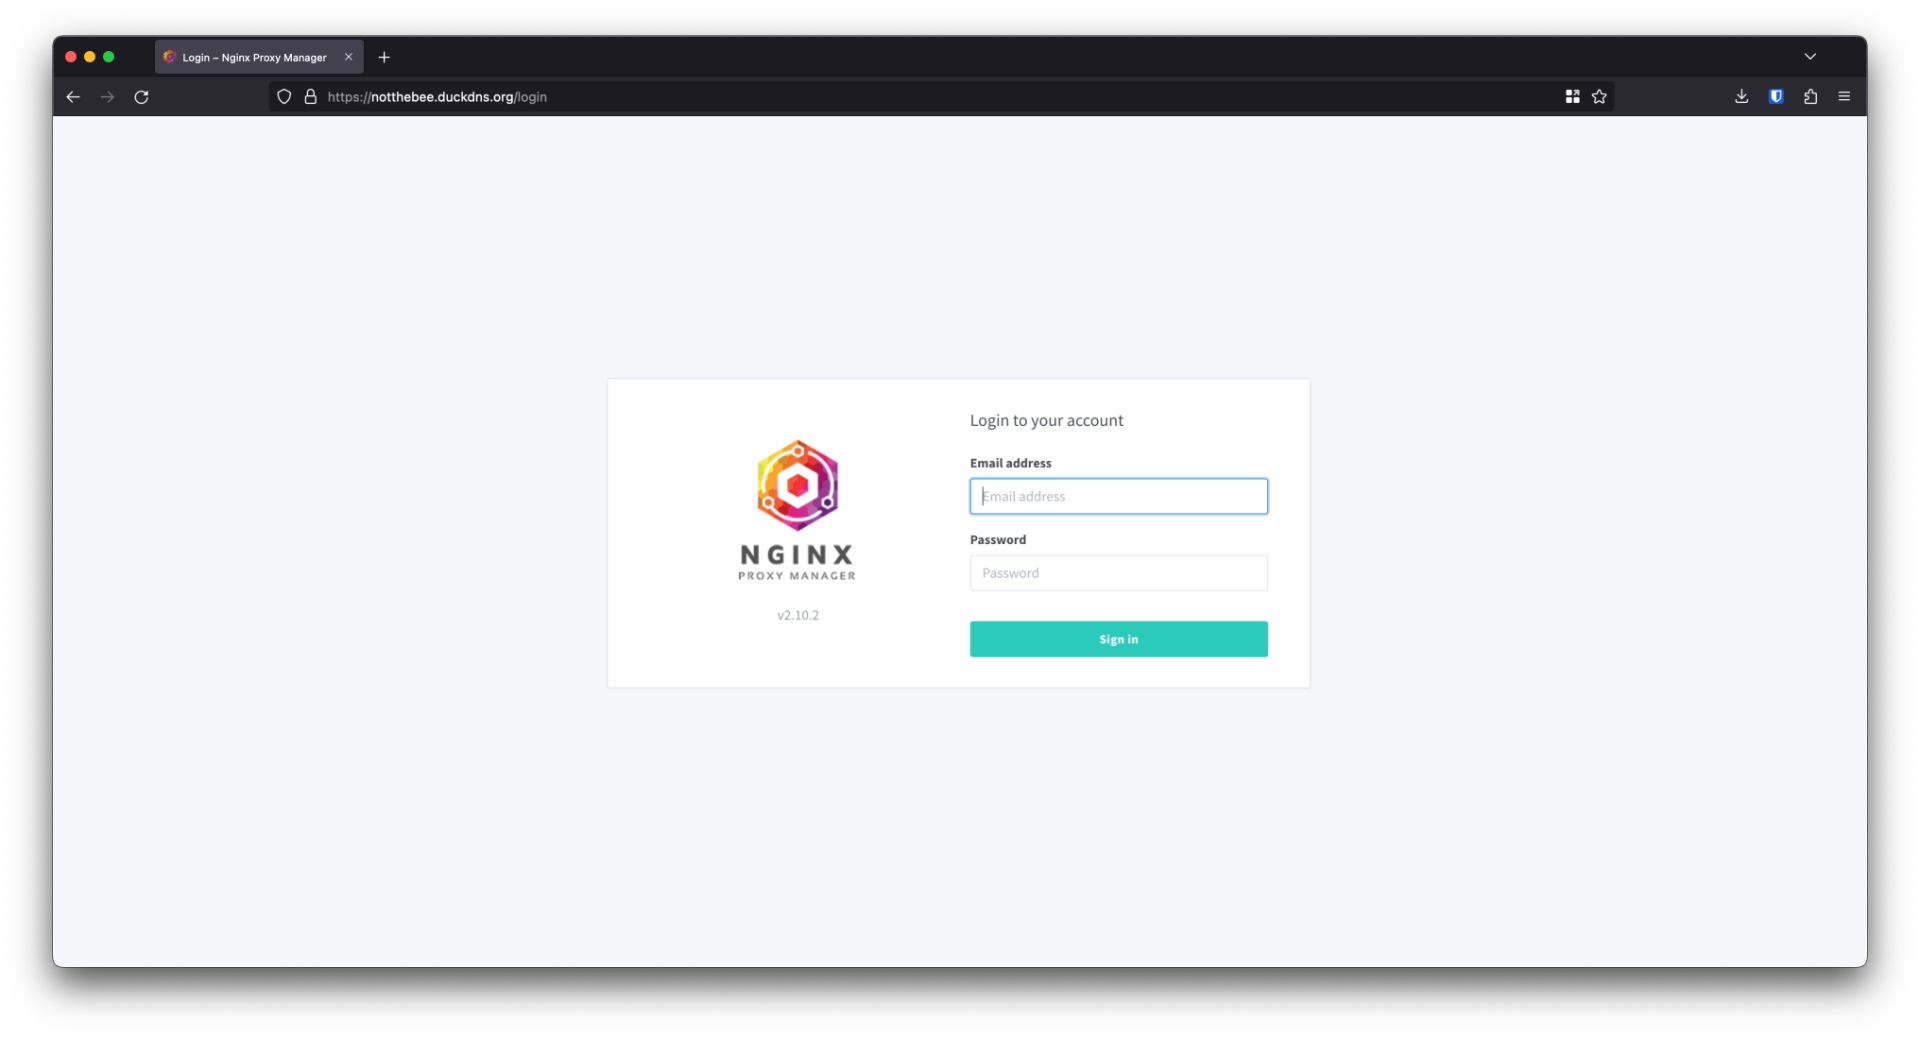 Login – Nginx Proxy Manager
https://notthebee.duckdns.org/login
Login to your account
Email address
Email address
Password
Password
Sign in
NGINX
PROXY MANAGER
v2.10.2